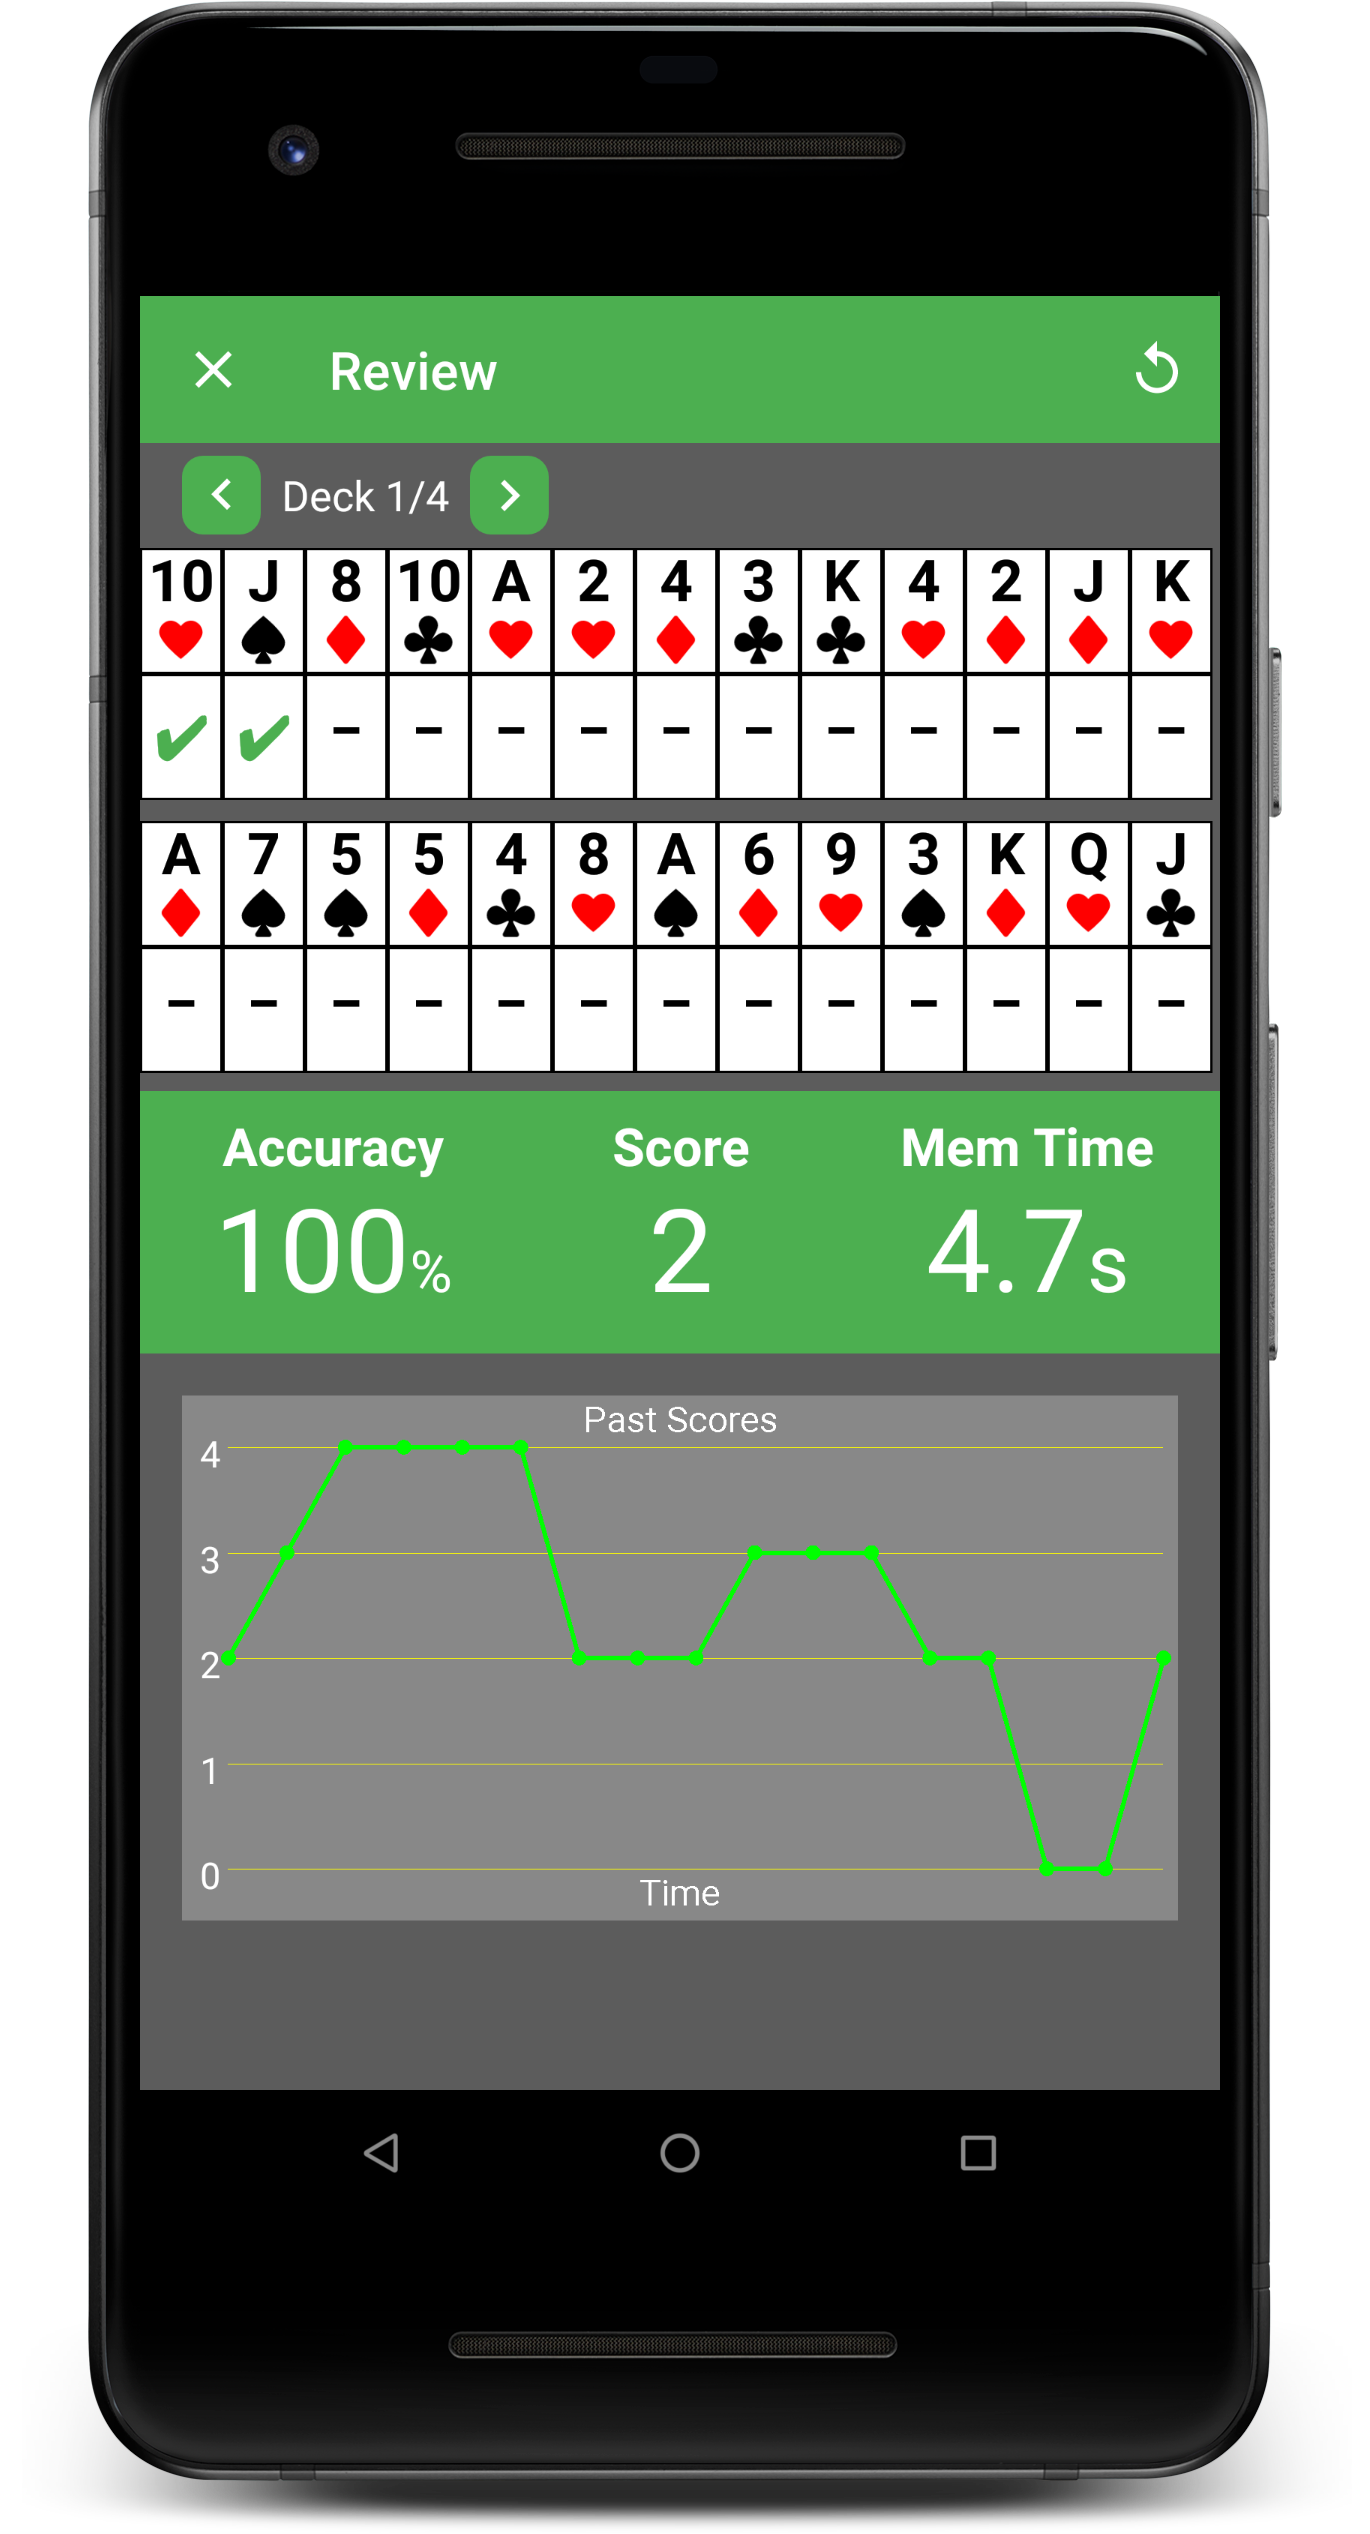 Review
Deck 1/4
10 J 8 10 A 2 4 3 K 4 2 J K
♥ ♠ ♦ ♣ ♥ ♥ ♦ ♣ ♣ ♥ ♦ ♦ ♥
✔ ✔ – – – – – – – – – – –
A 7 5 5 4 8 A 6 9 3 K Q J
♦ ♠ ♠ ♦ ♣ ♥ ♠ ♦ ♥ ♠ ♦ ♥ ♣
– – – – – – – – – – – – –
Accuracy Score Mem Time
100% 2 4.7s
Past Scores
4
3
2
1
0
Time